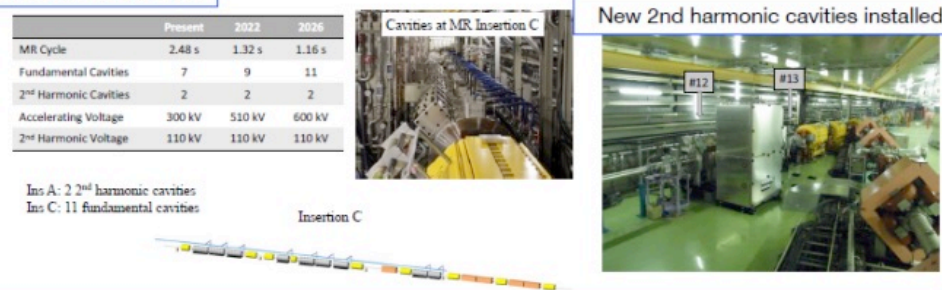 Present 2022 2026
MR Cycle 2.48 s 1.32 s 1.16 s
Fundamental Cavities 7 9 11
2nd Harmonic Cavities 2 2 2
Accelerating Voltage 300 kV 510 kV 600 kV
2nd Harmonic Voltage 110 kV 110 kV 110 kV
Ins A: 2 2nd harmonic cavities
Ins C: 11 fundamental cavities
Insertion C
Cavities at MR Insertion C
New 2nd harmonic cavities installed
#12
#13